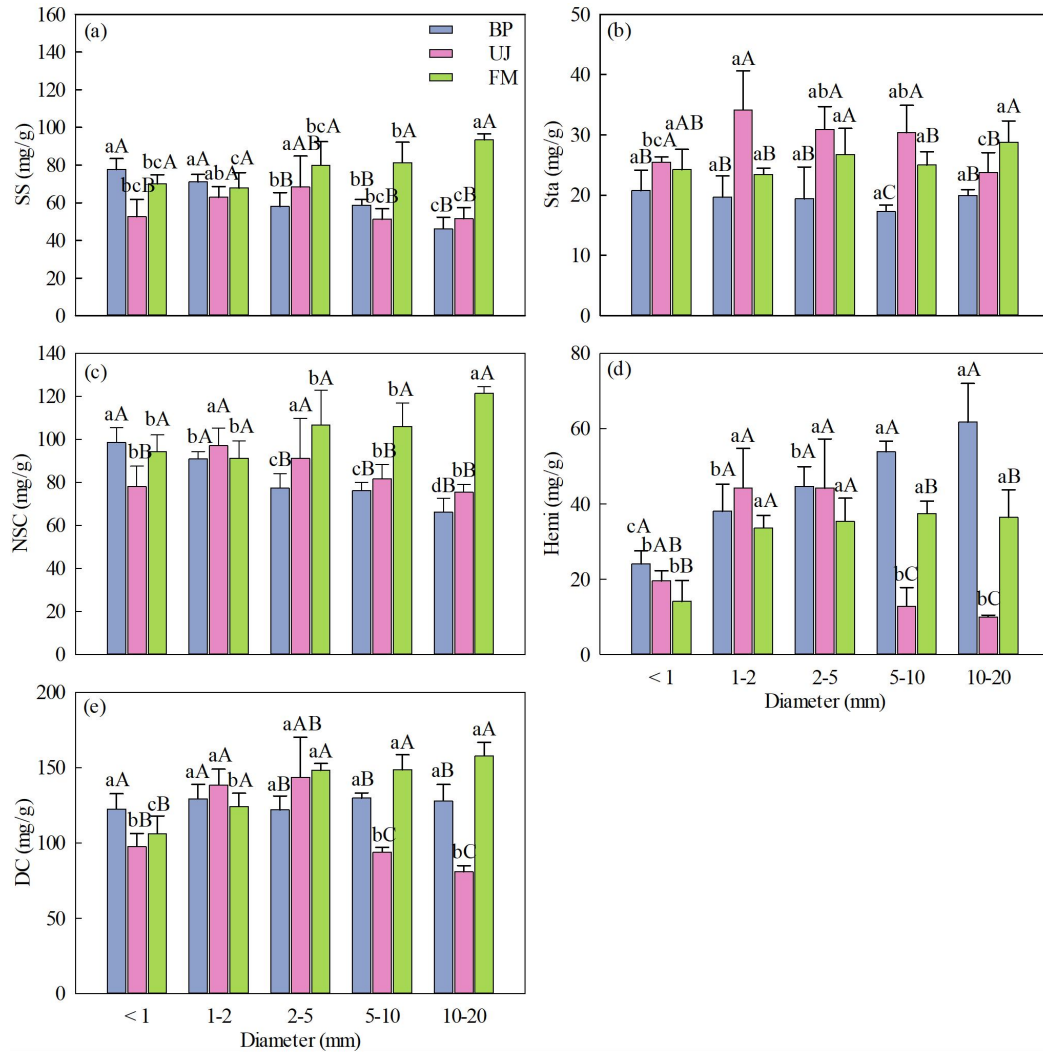 (a)
BP
UJ
FM
SS (mg/g)
160
140
120
100
80
60
40
20
0
aA bcB bcA
aA abA cA
bB aAB bcA
bB bcB bA
cB cB aA
(b)
Sta (mg/g)
50
40
30
20
10
0
aB bcA aAB
aB aA aB
aB abA aA
aC abA aB
aB cB aA
(c)
NSC (mg/g)
140
120
100
80
60
40
20
0
aA bB bA
bA aA bA
cB aA bA
cB bB bA
dB bB aA
(d)
Hemi (mg/g)
80
60
40
20
0
cA bAB bB
bA aA aA
bA aA aA
aA bC aB
aA bC aB
< 1 1-2 2-5 5-10 10-20
Diameter (mm)
(e)
DC (mg/g)
200
150
100
50
0
aA bB cB
aA aA bA
aB aAB aA
aB bC aA
aB bC aA
< 1 1-2 2-5 5-10 10-20
Diameter (mm)